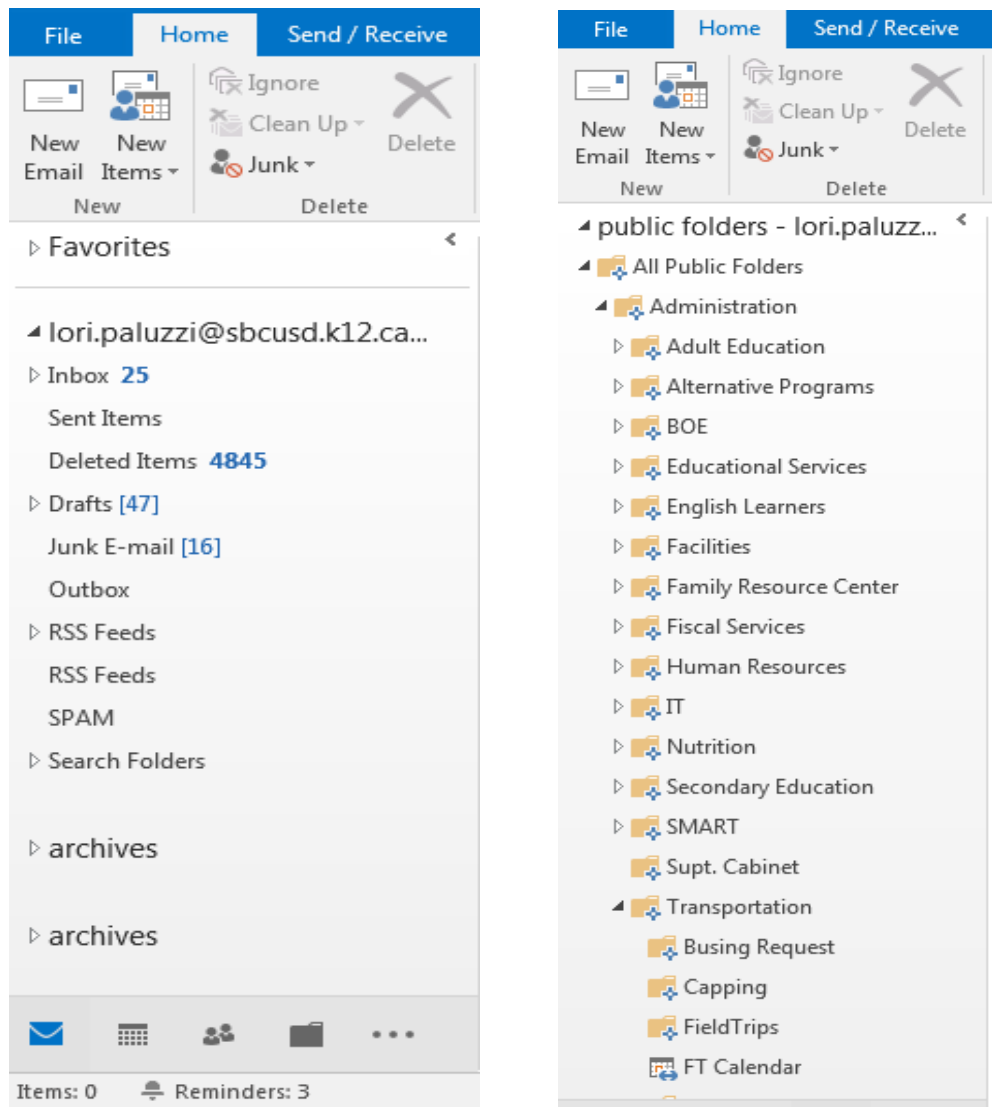 File Home Send / Receive
Ignore
Clean Up
Junk
Delete
New Email
New Items
New Delete
Favorites
lori.paluzzi@sbcusd.k12.ca...
Inbox 25
Sent Items
Deleted Items 4845
Drafts [47]
Junk E-mail [16]
Outbox
RSS Feeds
RSS Feeds
SPAM
Search Folders
archives
archives
Items: 0 Reminders: 3
File Home Send / Receive
Ignore
Clean Up
Junk
Delete
New Email
New Items
New Delete
public folders - lori.paluzz...
All Public Folders
Administration
Adult Education
Alternative Programs
BOE
Educational Services
English Learners
Facilities
Family Resource Center
Fiscal Services
Human Resources
IT
Nutrition
Secondary Education
SMART
Supt. Cabinet
Transportation
Busing Request
Capping
FieldTrips
FT Calendar